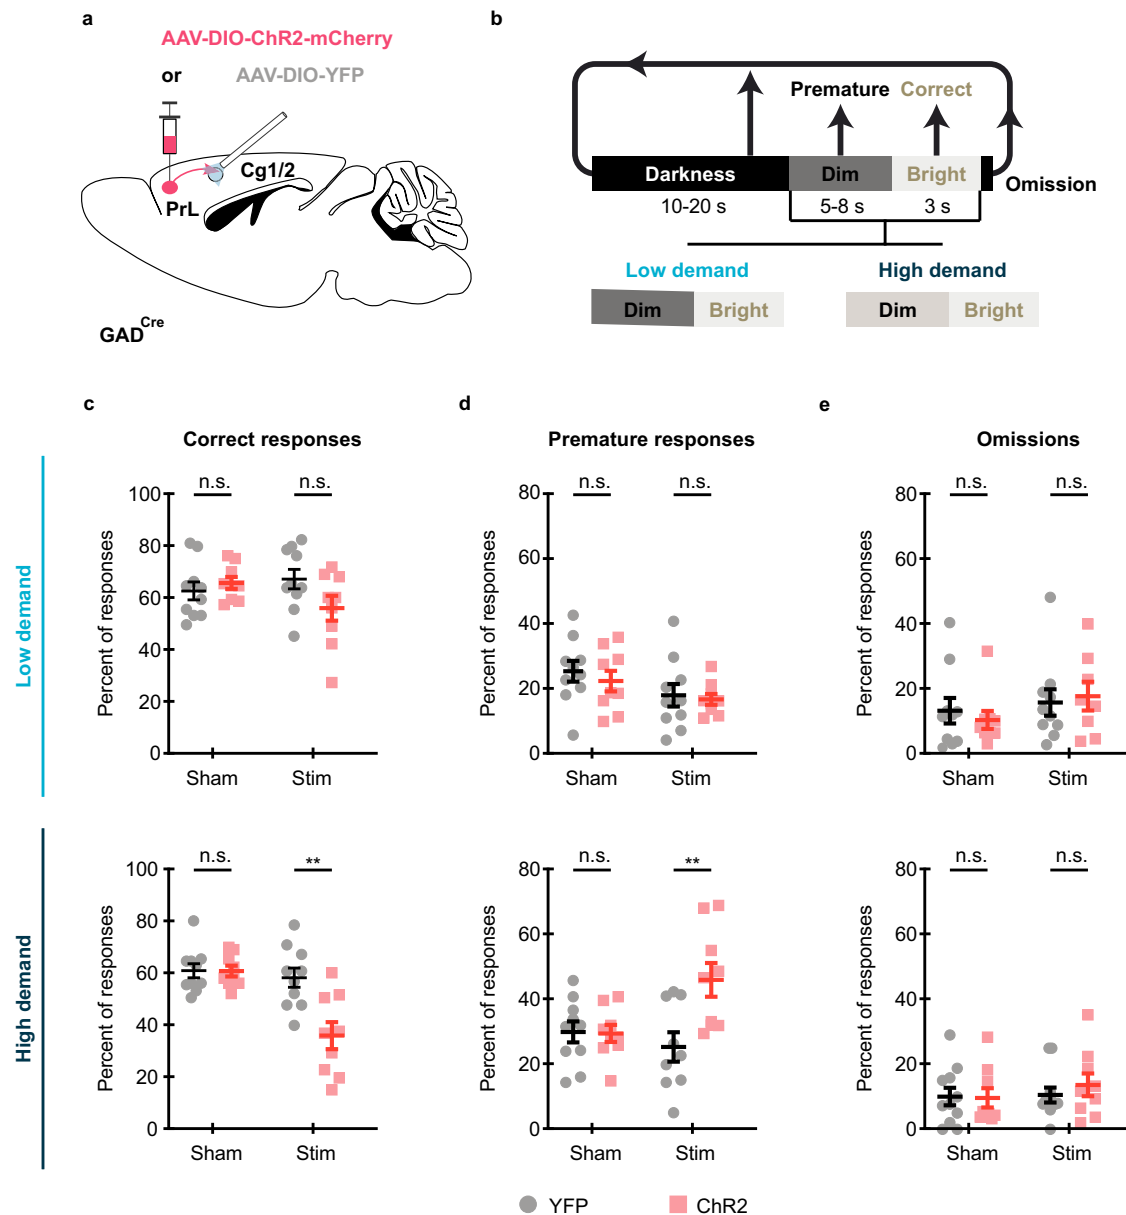 a
AAV-DIO-ChR2-mCherry
or
AAV-DIO-YFP
Cg1/2
PrL
GAD^Cre
b
Premature Correct
Darkness Dim Bright
Omission
10-20 s 5-8 s 3 s
Low demand High demand
Dim Bright Dim Bright
c
Correct responses
d
Premature responses
e
Omissions
Low demand
Percent of responses
100
80
60
40
20
0
n.s. n.s.
Sham Stim
Percent of responses
80
60
40
20
0
n.s. n.s.
Sham Stim
Percent of responses
80
60
40
20
0
n.s. n.s.
Sham Stim
High demand
Percent of responses
100
80
60
40
20
0
n.s. **
Sham Stim
Percent of responses
80
60
40
20
0
n.s. **
Sham Stim
Percent of responses
80
60
40
20
0
n.s. n.s.
Sham Stim
YFP ChR2